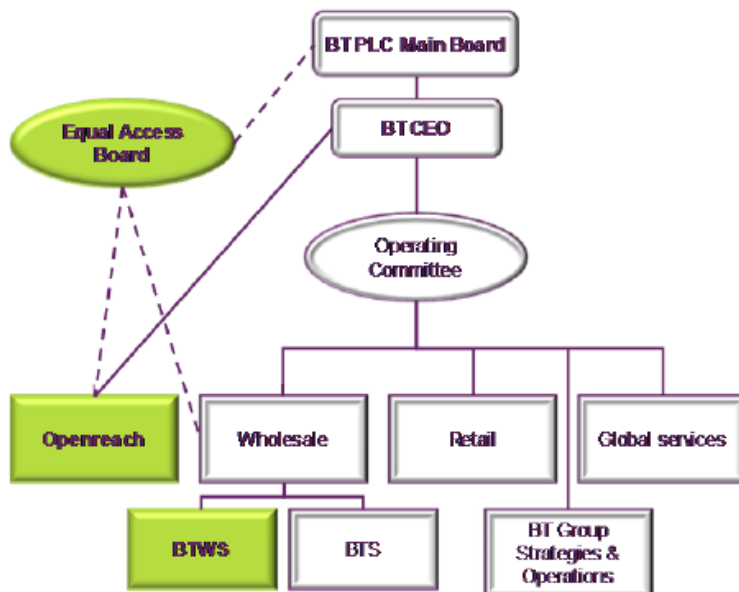 BT PLC Main Board
Equal Access
Board
BT CEO
Operating
Committee
Openreach
Wholesale
Retail
Global services
BTWS
BTS
BT Group
Strategies &
Operations